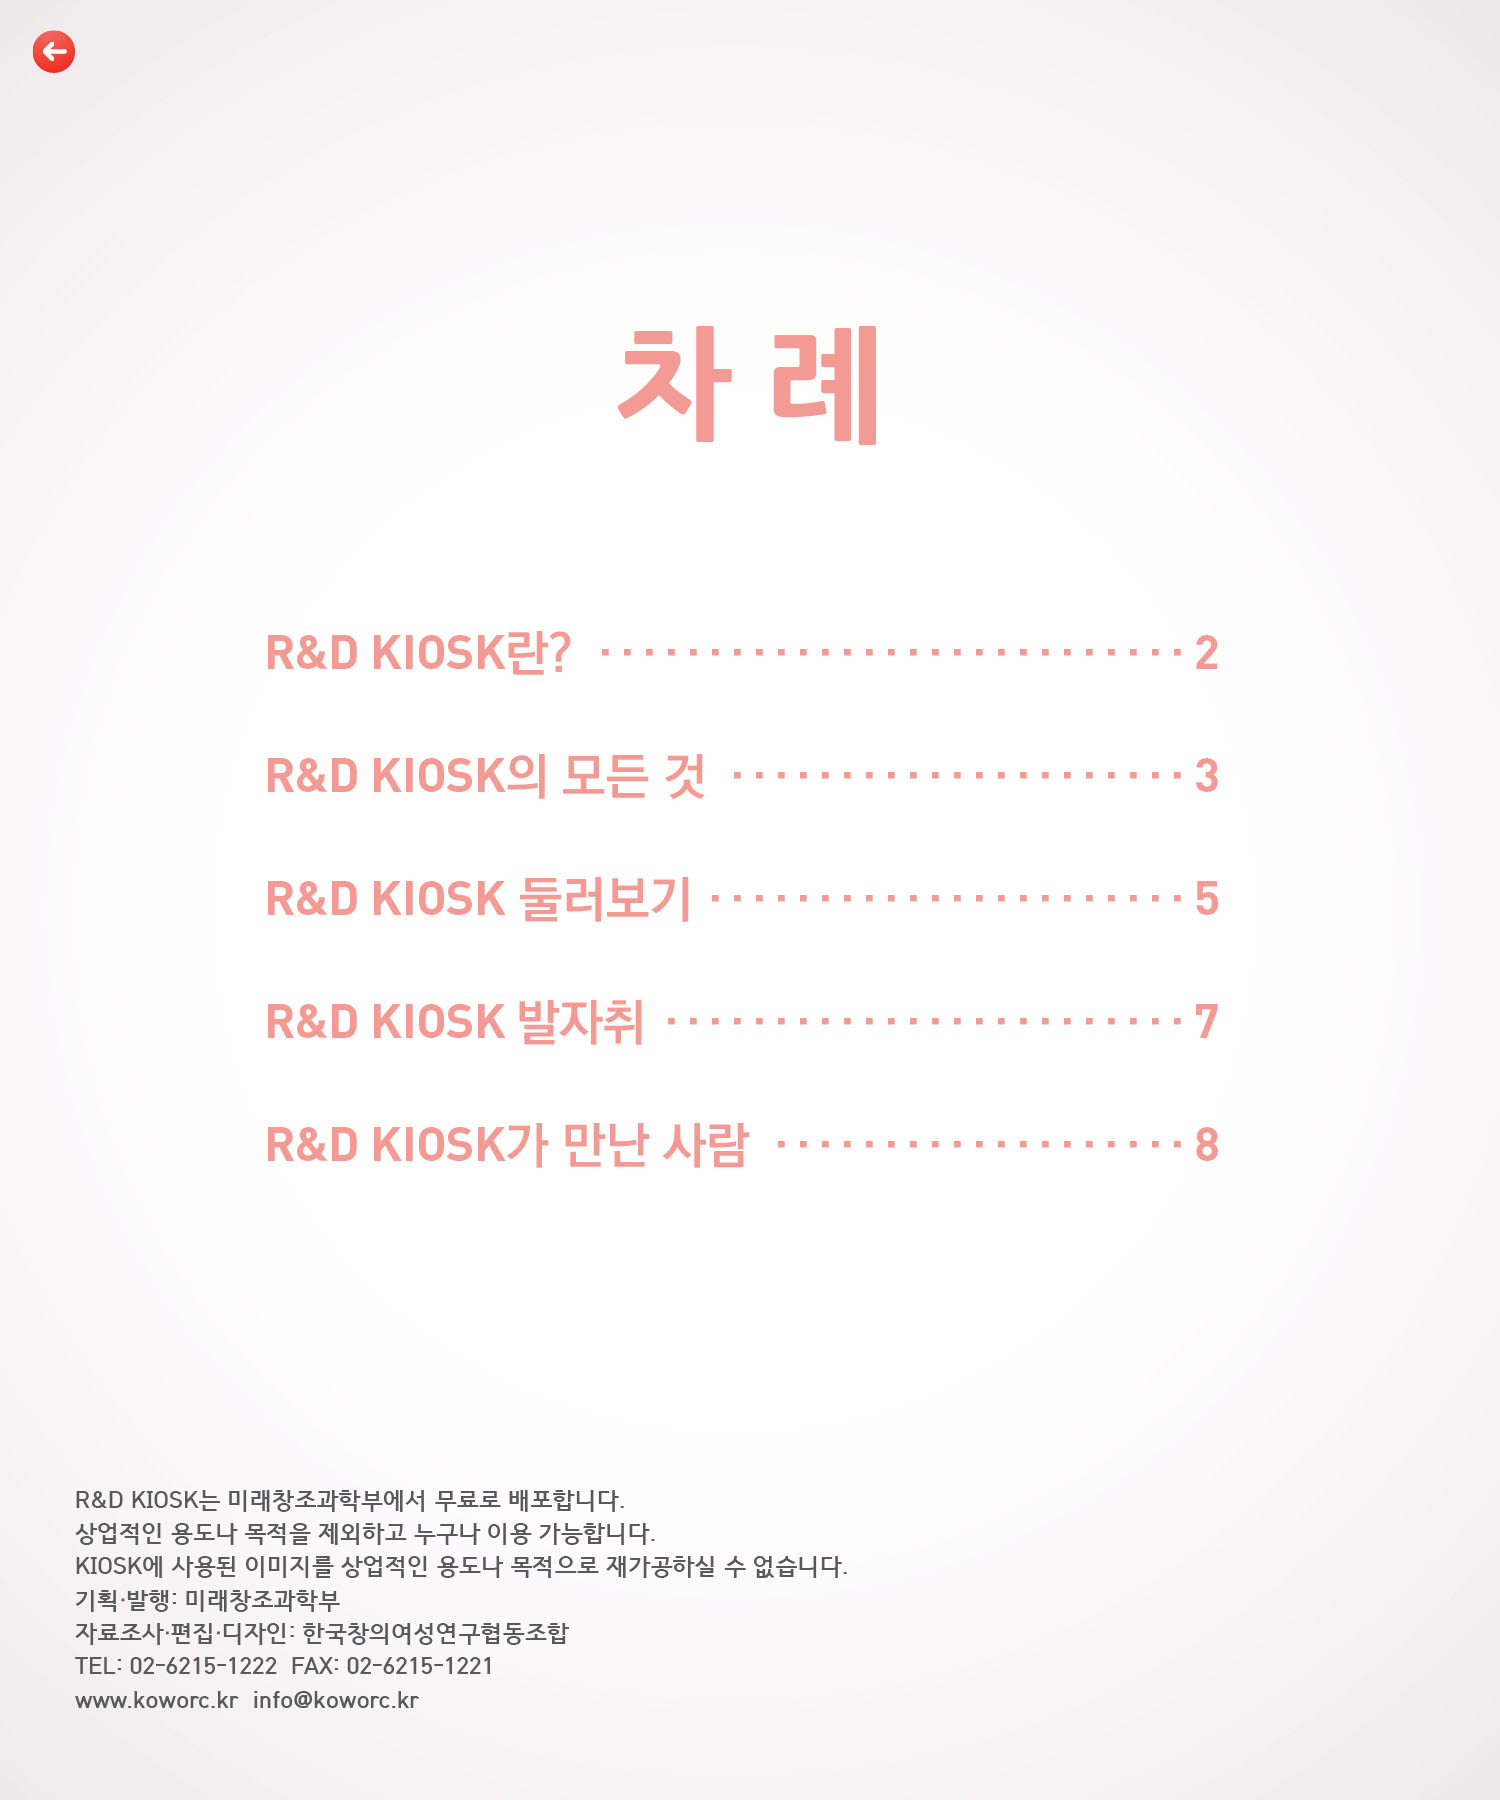 차 례
R&D KIOSK란? ··························· 2
R&D KIOSK의 모든 것 ····················· 3
R&D KIOSK 둘러보기 ······················ 5
R&D KIOSK 발자취 ························ 7
R&D KIOSK가 만난 사람 ··················· 8
R&D KIOSK는 미래창조과학부에서 무료로 배포합니다.
상업적인 용도나 목적을 제외하고 누구나 이용 가능합니다.
KIOSK에 사용된 이미지를 상업적인 용도나 목적으로 재가공하실 수 없습니다.
기획·발행: 미래창조과학부
자료조사·편집·디자인: 한국창의여성연구협동조합
TEL: 02-6215-1222 FAX: 02-6215-1221
www.koworc.kr info@koworc.kr